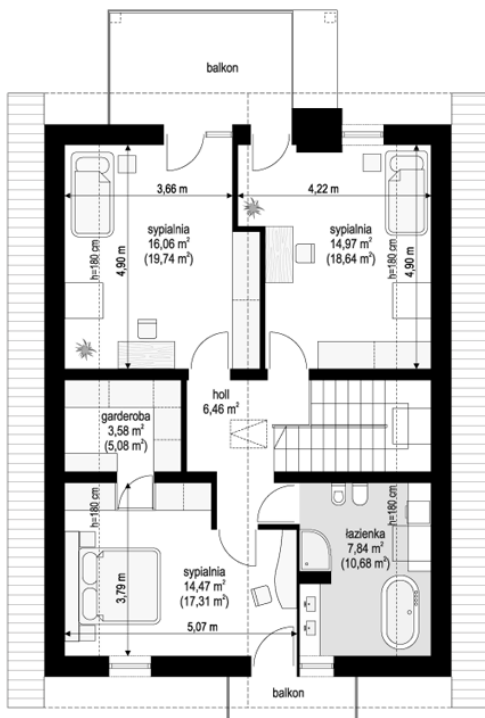 balkon
3,66 m
4,22 m
sypialnia
16,06 m²
(19,74 m²)
4,90 m
h=180 cm
sypialnia
14,97 m²
(18,64 m²)
h=180 cm
4,90 m
holl
6,46 m²
garderoba
3,58 m²
(5,08 m²)
h=180 cm
3,79 m
sypialnia
14,47 m²
(17,31 m²)
5,07 m
h=180 cm
łazienka
7,84 m²
(10,68 m²)
balkon